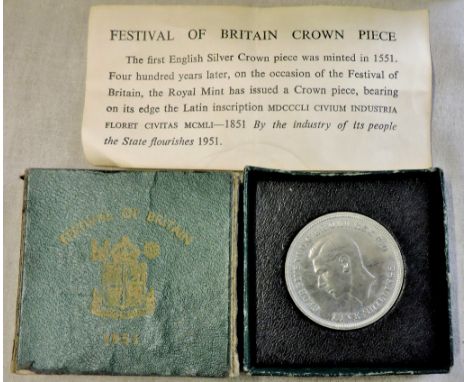 FESTIVAL OF BRITAIN CROWN PIECE
The first English Silver Crown piece was minted in 1551.
Four hundred years later, on the occasion of the Festival of
Britain, the Royal Mint has issued a Crown piece, bearing
on its edge the Latin inscription MDCCCLI CIVIUM INDUSTRIA
FLORET CIVITAS MCMLI—1851 By the industry of its people
the State flourishes 1951.
FESTIVAL OF BRITAIN
1951